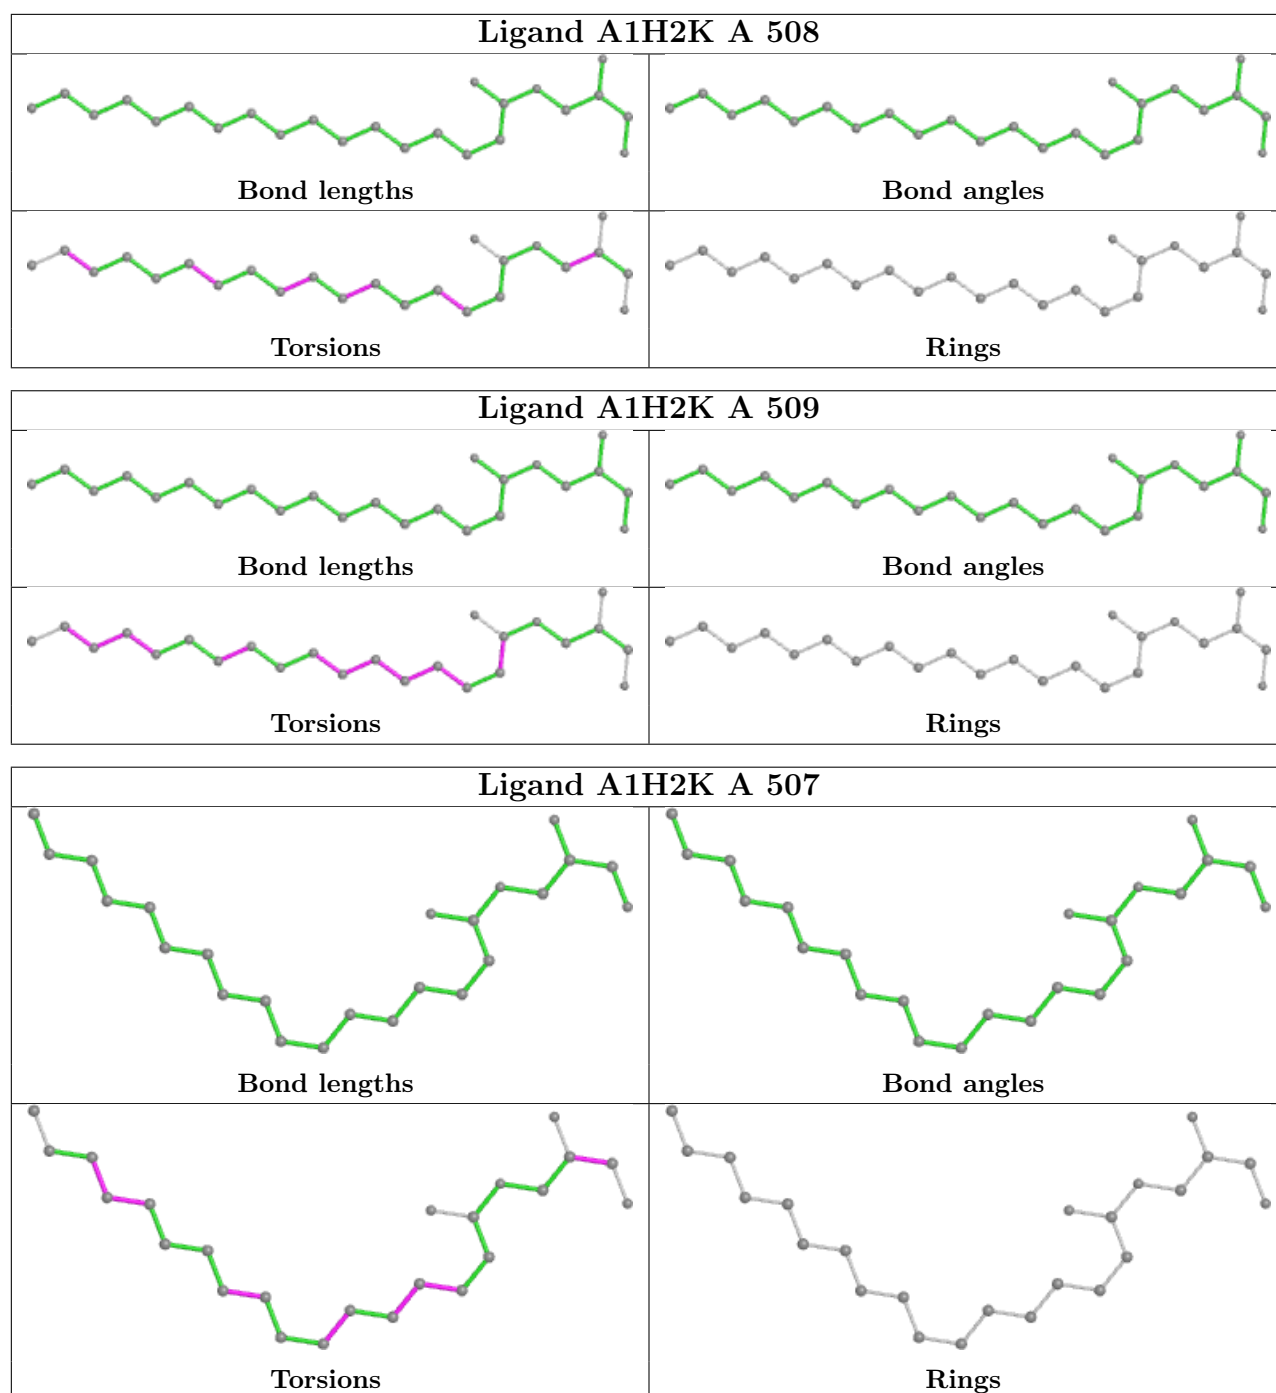 Ligand A1H2K A 508
Bond lengths
Bond angles
Torsions
Rings
Ligand A1H2K A 509
Bond lengths
Bond angles
Torsions
Rings
Ligand A1H2K A 507
Bond lengths
Bond angles
Torsions
Rings